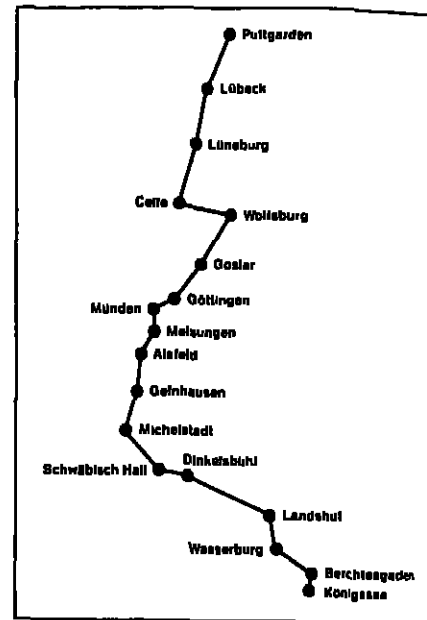 Puttgarden
Lübeck
Lüneburg
Celle
Wolfsburg
Goslar
Göttingen
Münden
Melsungen
Alsfeld
Gelnhausen
Michelstadt
Schwäbisch Hall
Dinkelsbühl
Landshut
Wasserburg
Berchtesgaden
Königssee